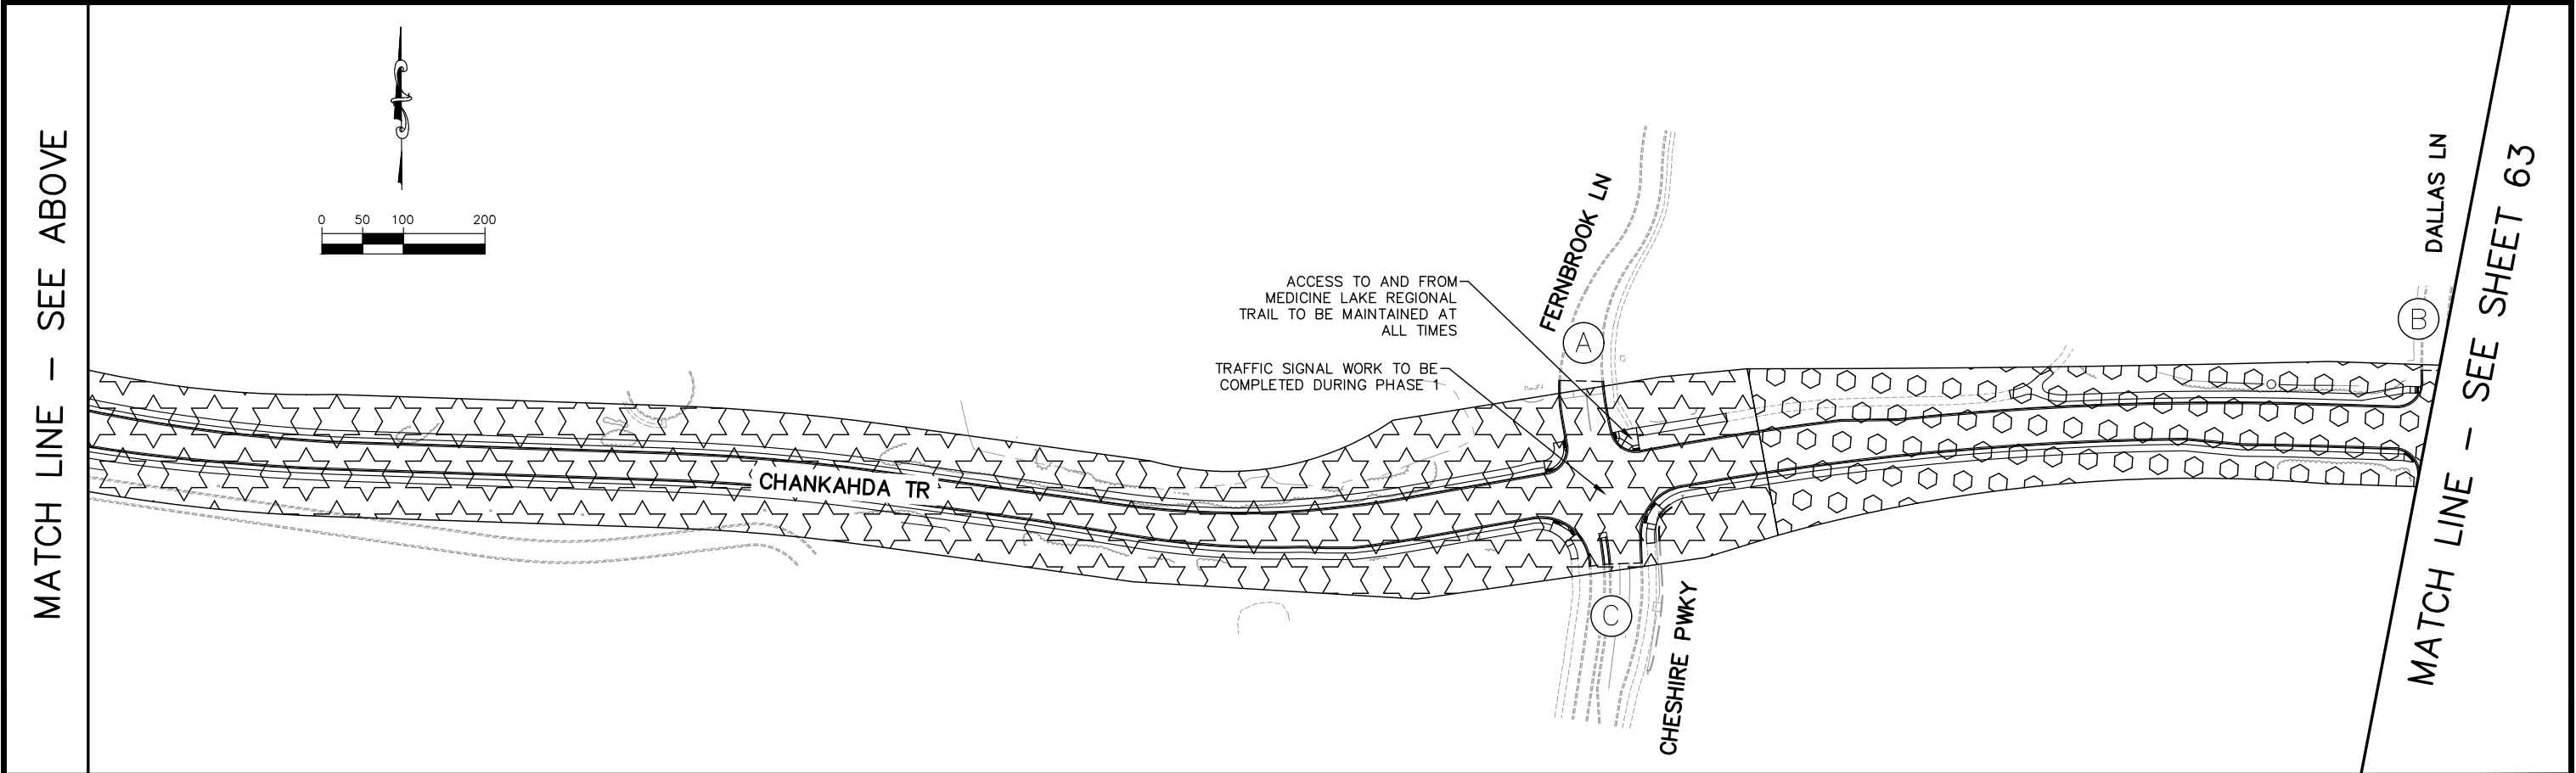 MATCH LINE – SEE ABOVE
0 50 100 200
ACCESS TO AND FROM
MEDICINE LAKE REGIONAL
TRAIL TO BE MAINTAINED AT
ALL TIMES
TRAFFIC SIGNAL WORK TO BE
COMPLETED DURING PHASE 1
FERNBROOK LN
A
CHANKAHDA TR
C
CHESHIRE PWKY
DALLAS LN
B
MATCH LINE – SEE SHEET 63